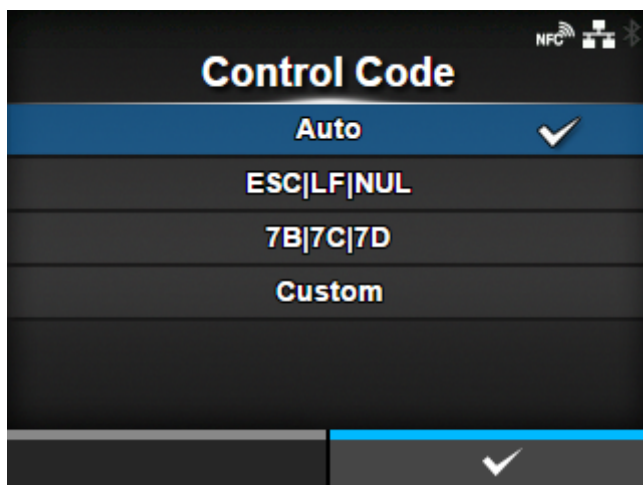 NFC
Control Code
Auto
ESC|LF|NUL
7B|7C|7D
Custom